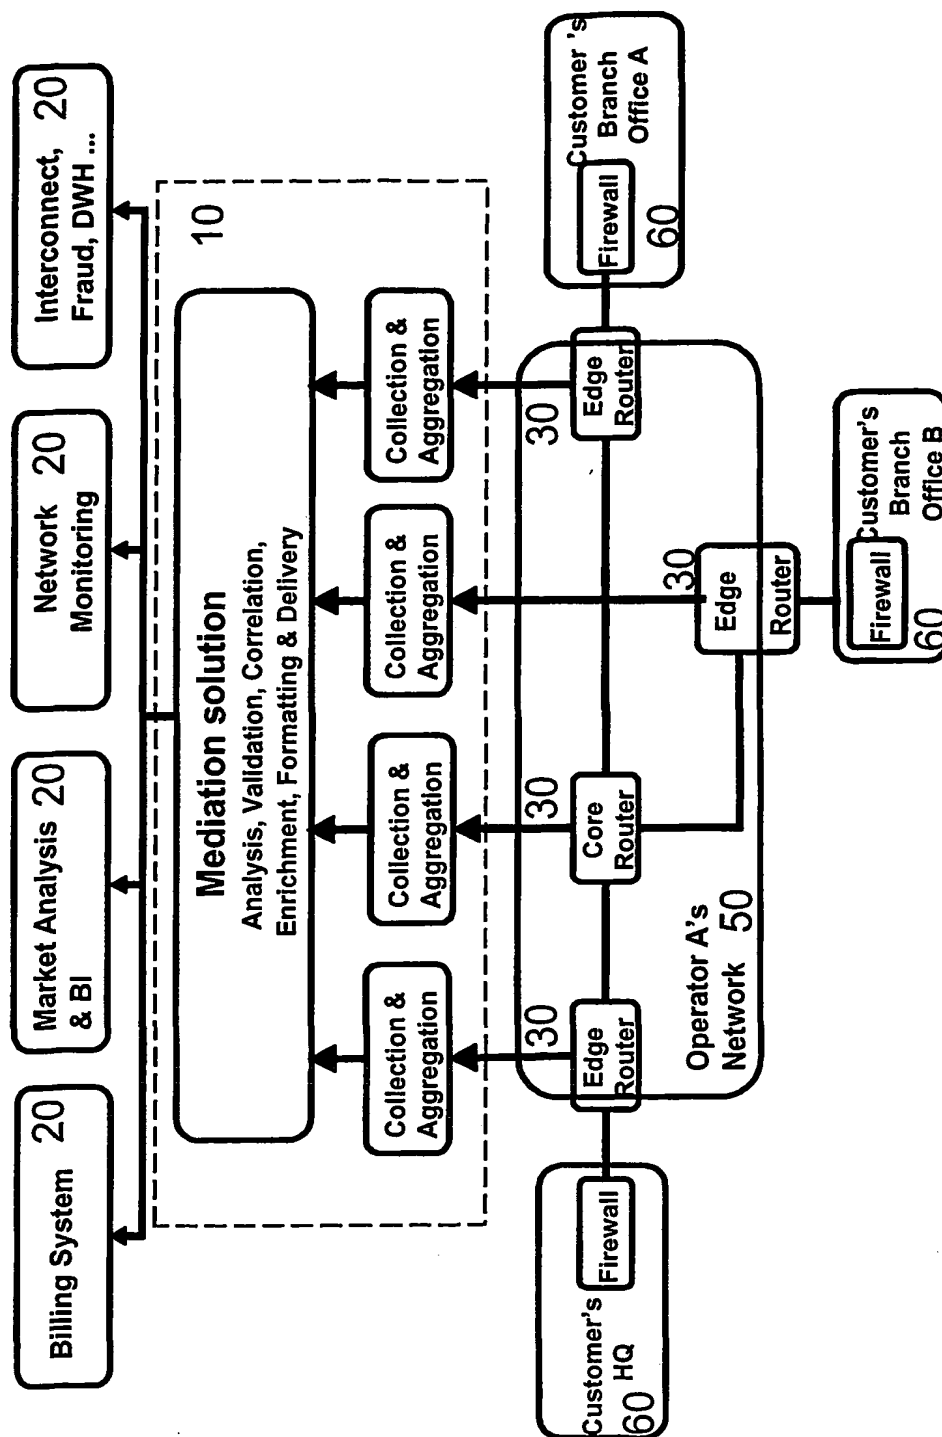 Billing System 20
Market Analysis 20
& BI
Network 20
Monitoring
Interconnect, 20
Fraud, DWH ...
10
Mediation solution
Analysis, Validation, Correlation,
Enrichment, Formatting & Delivery
Collection &
Aggregation
Collection &
Aggregation
Collection &
Aggregation
Collection &
Aggregation
30
30
30
30
Customer's
HQ
60
Firewall
Edge
Router
Core
Router
Edge
Router
Edge
Router
Operator A's
Network 50
Firewall
Customer 's
Branch
Office A
60
Firewall
Customer's
Branch
Office B
60